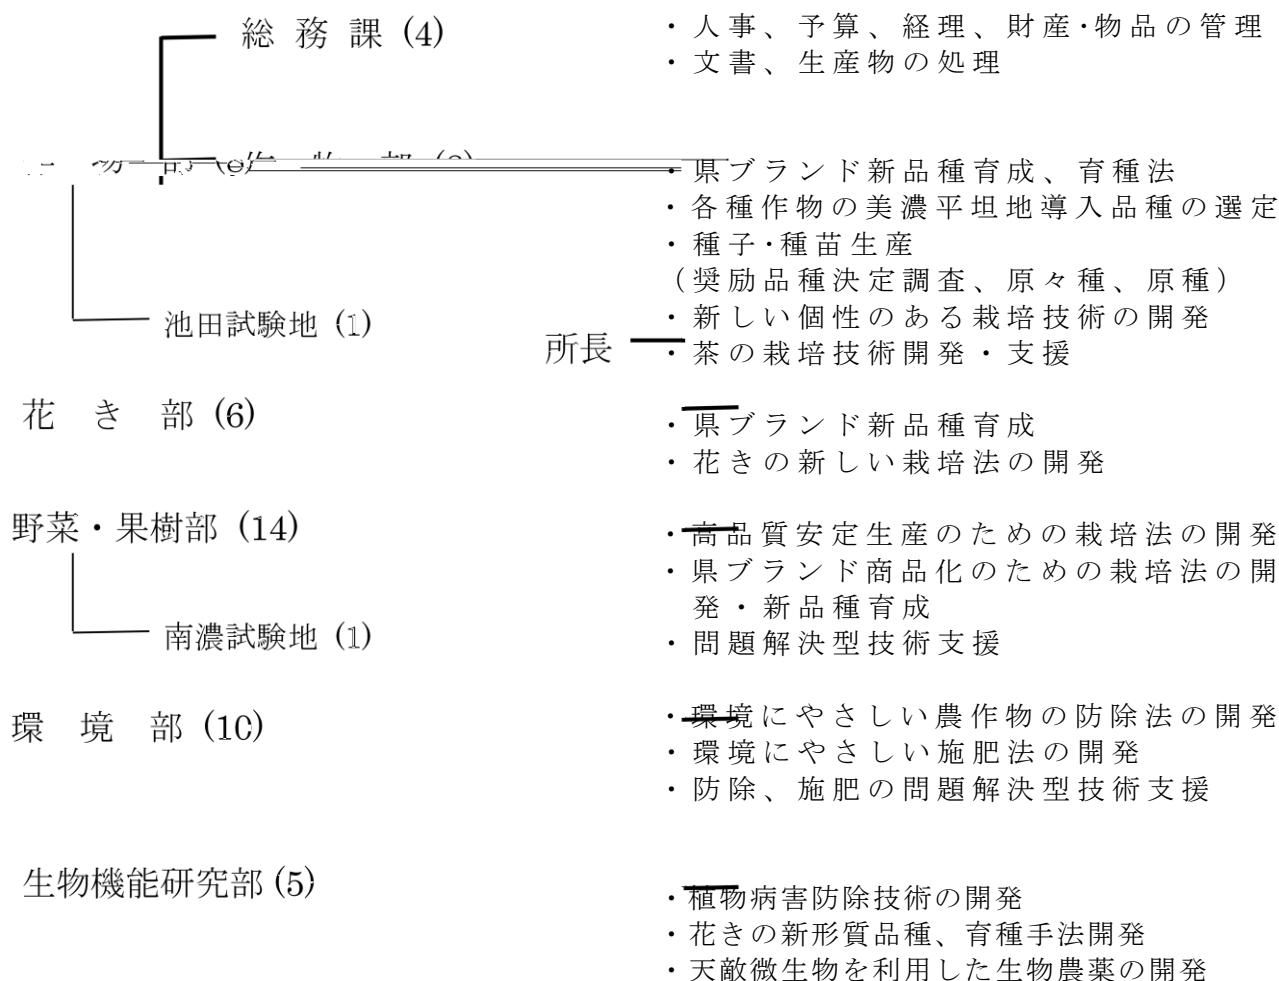 総務課 (4)
・人事、予算、経理、財産・物品の管理
・文書、生産物の処理
・県ブランド新品種育成、育種法
・各種作物の美濃平坦地導入品種の選定
・種子・種苗生産
（奨励品種決定調査、原々種、原種）
・新しい個性のある栽培技術の開発
・茶の栽培技術開発・支援
池田試験地 (1)
所長
花き部 (6)
・県ブランド新品種育成
・花きの新しい栽培法の開発
野菜・果樹部 (14)
・高品質安定生産のための栽培法の開発
・県ブランド商品化のための栽培法の開
発・新品種育成
・問題解決型技術支援
南濃試験地 (1)
環境部 (10)
・環境にやさしい農作物の防除法の開発
・環境にやさしい施肥法の開発
・防除、施肥の問題解決型技術支援
生物機能研究部 (5)
・植物病害防除技術の開発
・花きの新形質品種、育種手法開発
・天敵微生物を利用した生物農薬の開発